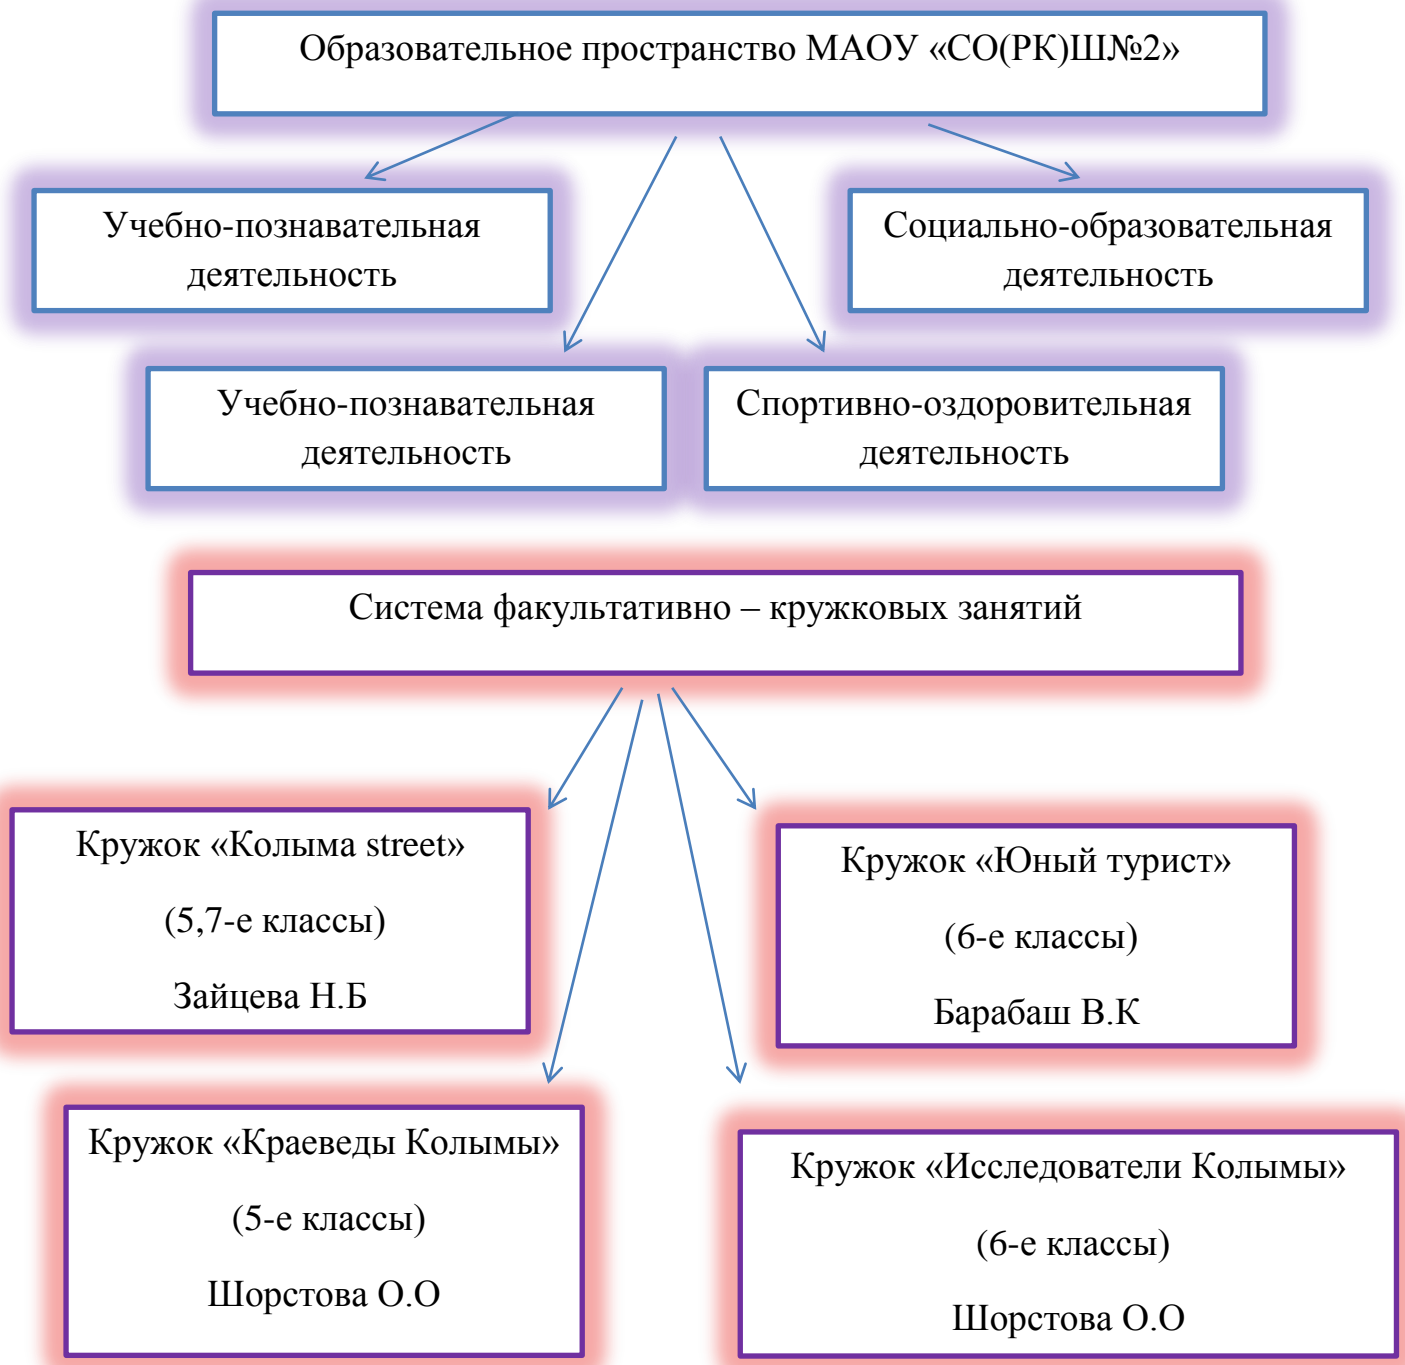 Образовательное пространство МАОУ «СО(РК)Ш№2»
Учебно-познавательная
деятельность
Социально-образовательная
деятельность
Учебно-познавательная
деятельность
Спортивно-оздоровительная
деятельность
Система факультативно – кружковых занятий
Кружок «Колыма street»
(5,7-е классы)
Зайцева Н.Б
Кружок «Юный турист»
(6-е классы)
Барабаш В.К
Кружок «Краеведы Колымы»
(5-е классы)
Шорстова О.О
Кружок «Исследователи Колымы»
(6-е классы)
Шорстова О.О